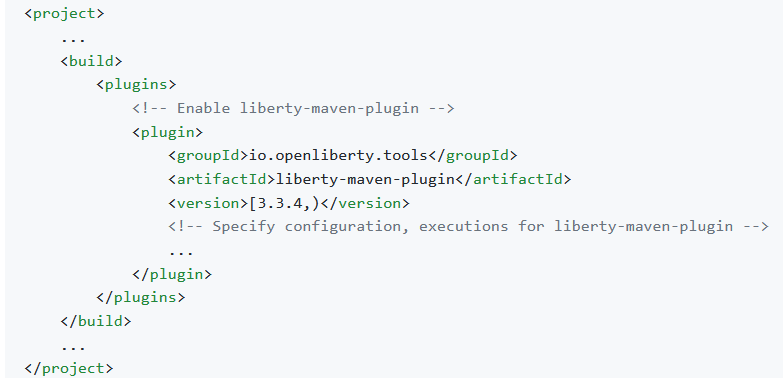 <project>
    ...
    <build>
        <plugins>
            <!-- Enable liberty-maven-plugin -->
            <plugin>
                <groupId>io.openliberty.tools</groupId>
                <artifactId>liberty-maven-plugin</artifactId>
                <version>[3.3.4,)</version>
                <!-- Specify configuration, executions for liberty-maven-plugin -->
                ...
            </plugin>
        </plugins>
    </build>
    ...
</project>